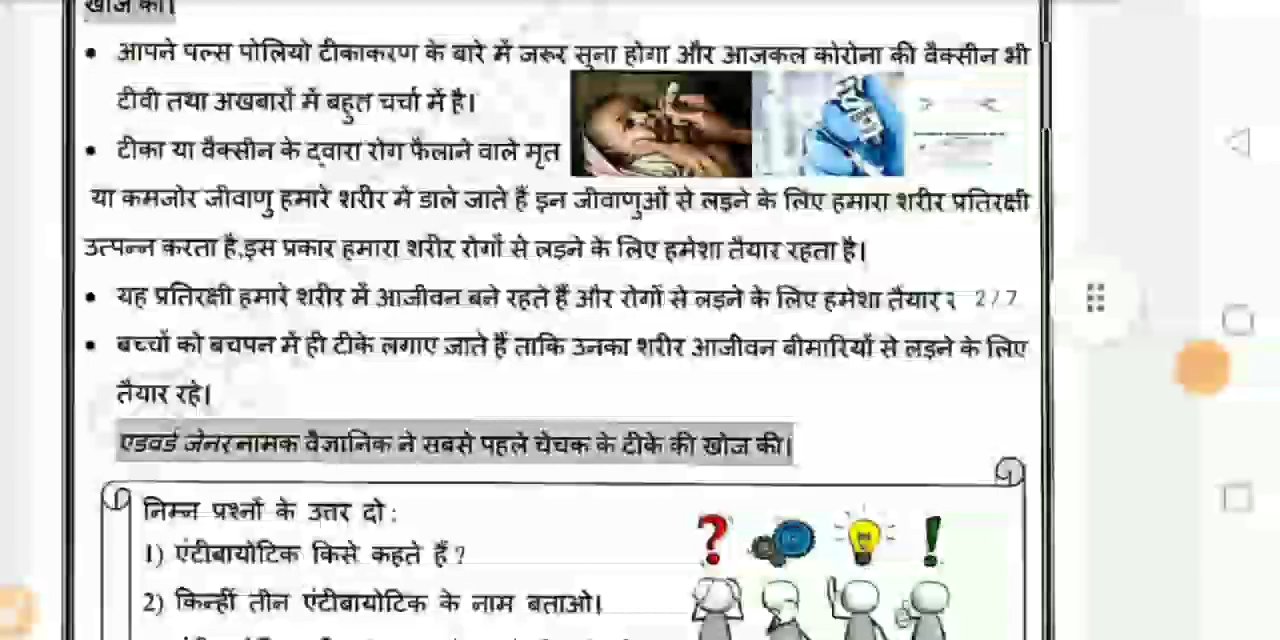 खोज की।
• आपने पल्स पोलियो टीकाकरण के बारे में जरूर सुना होगा और आजकल कोरोना की वैक्सीन भी
टीवी तथा अखबारों में बहुत चर्चा में है।
• टीका या वैक्सीन के द्वारा रोग फैलाने वाले मृत
या कमजोर जीवाणु हमारे शरीर में डाले जाते हैं इन जीवाणुओं से लड़ने के लिए हमारा शरीर प्रतिरक्षी
उत्पन्न करता है,इस प्रकार हमारा शरीर रोगों से लड़ने के लिए हमेशा तैयार रहता है।
• यह प्रतिरक्षी हमारे शरीर में आजीवन बने रहते हैं और रोगों से लड़ने के लिए हमेशा तैयार 2/7
• बच्चों को बचपन में ही टीके लगाए जाते हैं ताकि उनका शरीर आजीवन बीमारियों से लड़ने के लिए
तैयार रहे।
एडवर्ड जेनर नामक वैज्ञानिक ने सबसे पहले चेचक के टीके की खोज की।
निम्न प्रश्नों के उत्तर दो:
1) एंटीबायोटिक किसे कहते हैं?
2) किन्हीं तीन एंटीबायोटिक के नाम बताओ।